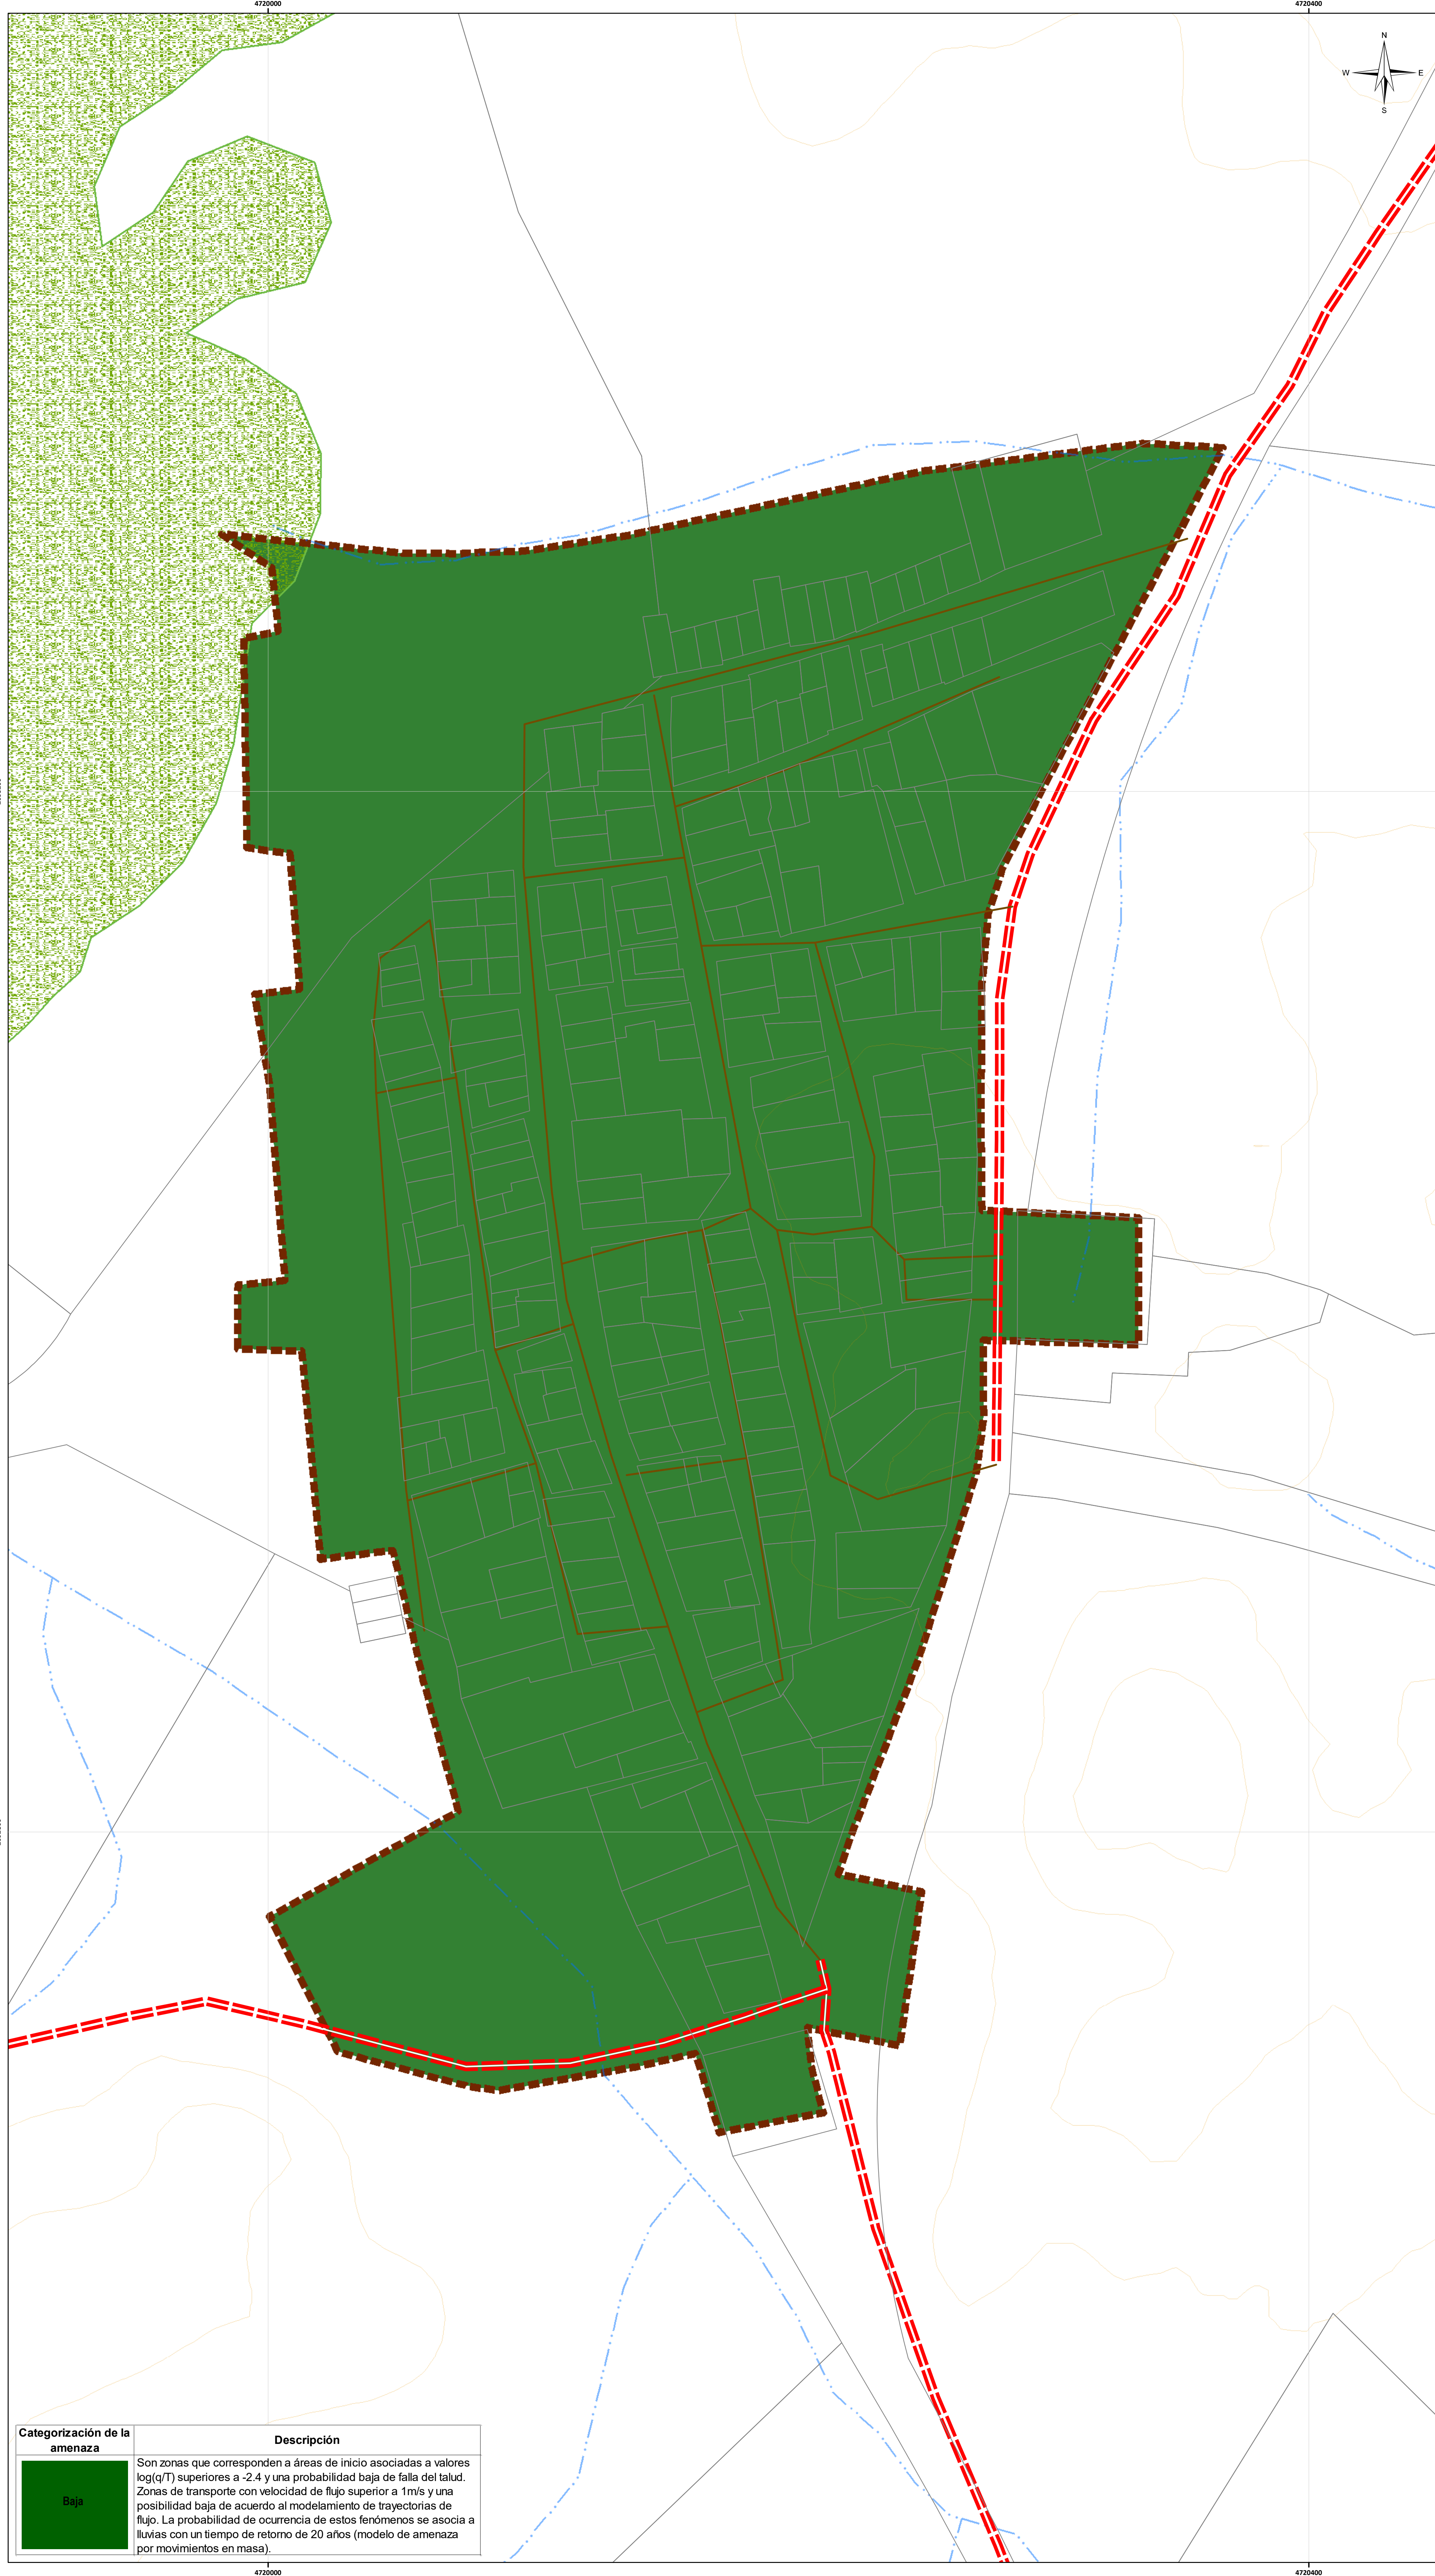 4720000
4720400
N
W
E
S
Categorización de la
amenaza
Descripción
Baja
Son zonas que corresponden a áreas de inicio asociadas a valores
log(q/T) superiores a -2.4 y una probabilidad baja de falla del talud.
Zonas de transporte con velocidad de flujo superior a 1m/s y una
posibilidad baja de acuerdo al modelamiento de trayectorias de
flujo. La probabilidad de ocurrencia de estos fenómenos se asocia a
lluvias con un tiempo de retorno de 20 años (modelo de amenaza
por movimientos en masa).
4720000
4720400